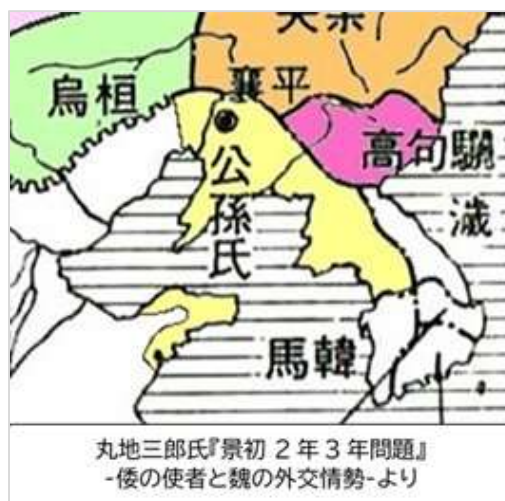 夫余
襄平
烏桓
公孫氏
高句驪
濊
馬韓
丸地三郎氏『景初２年３年問題』
-倭の使者と魏の外交情勢-より